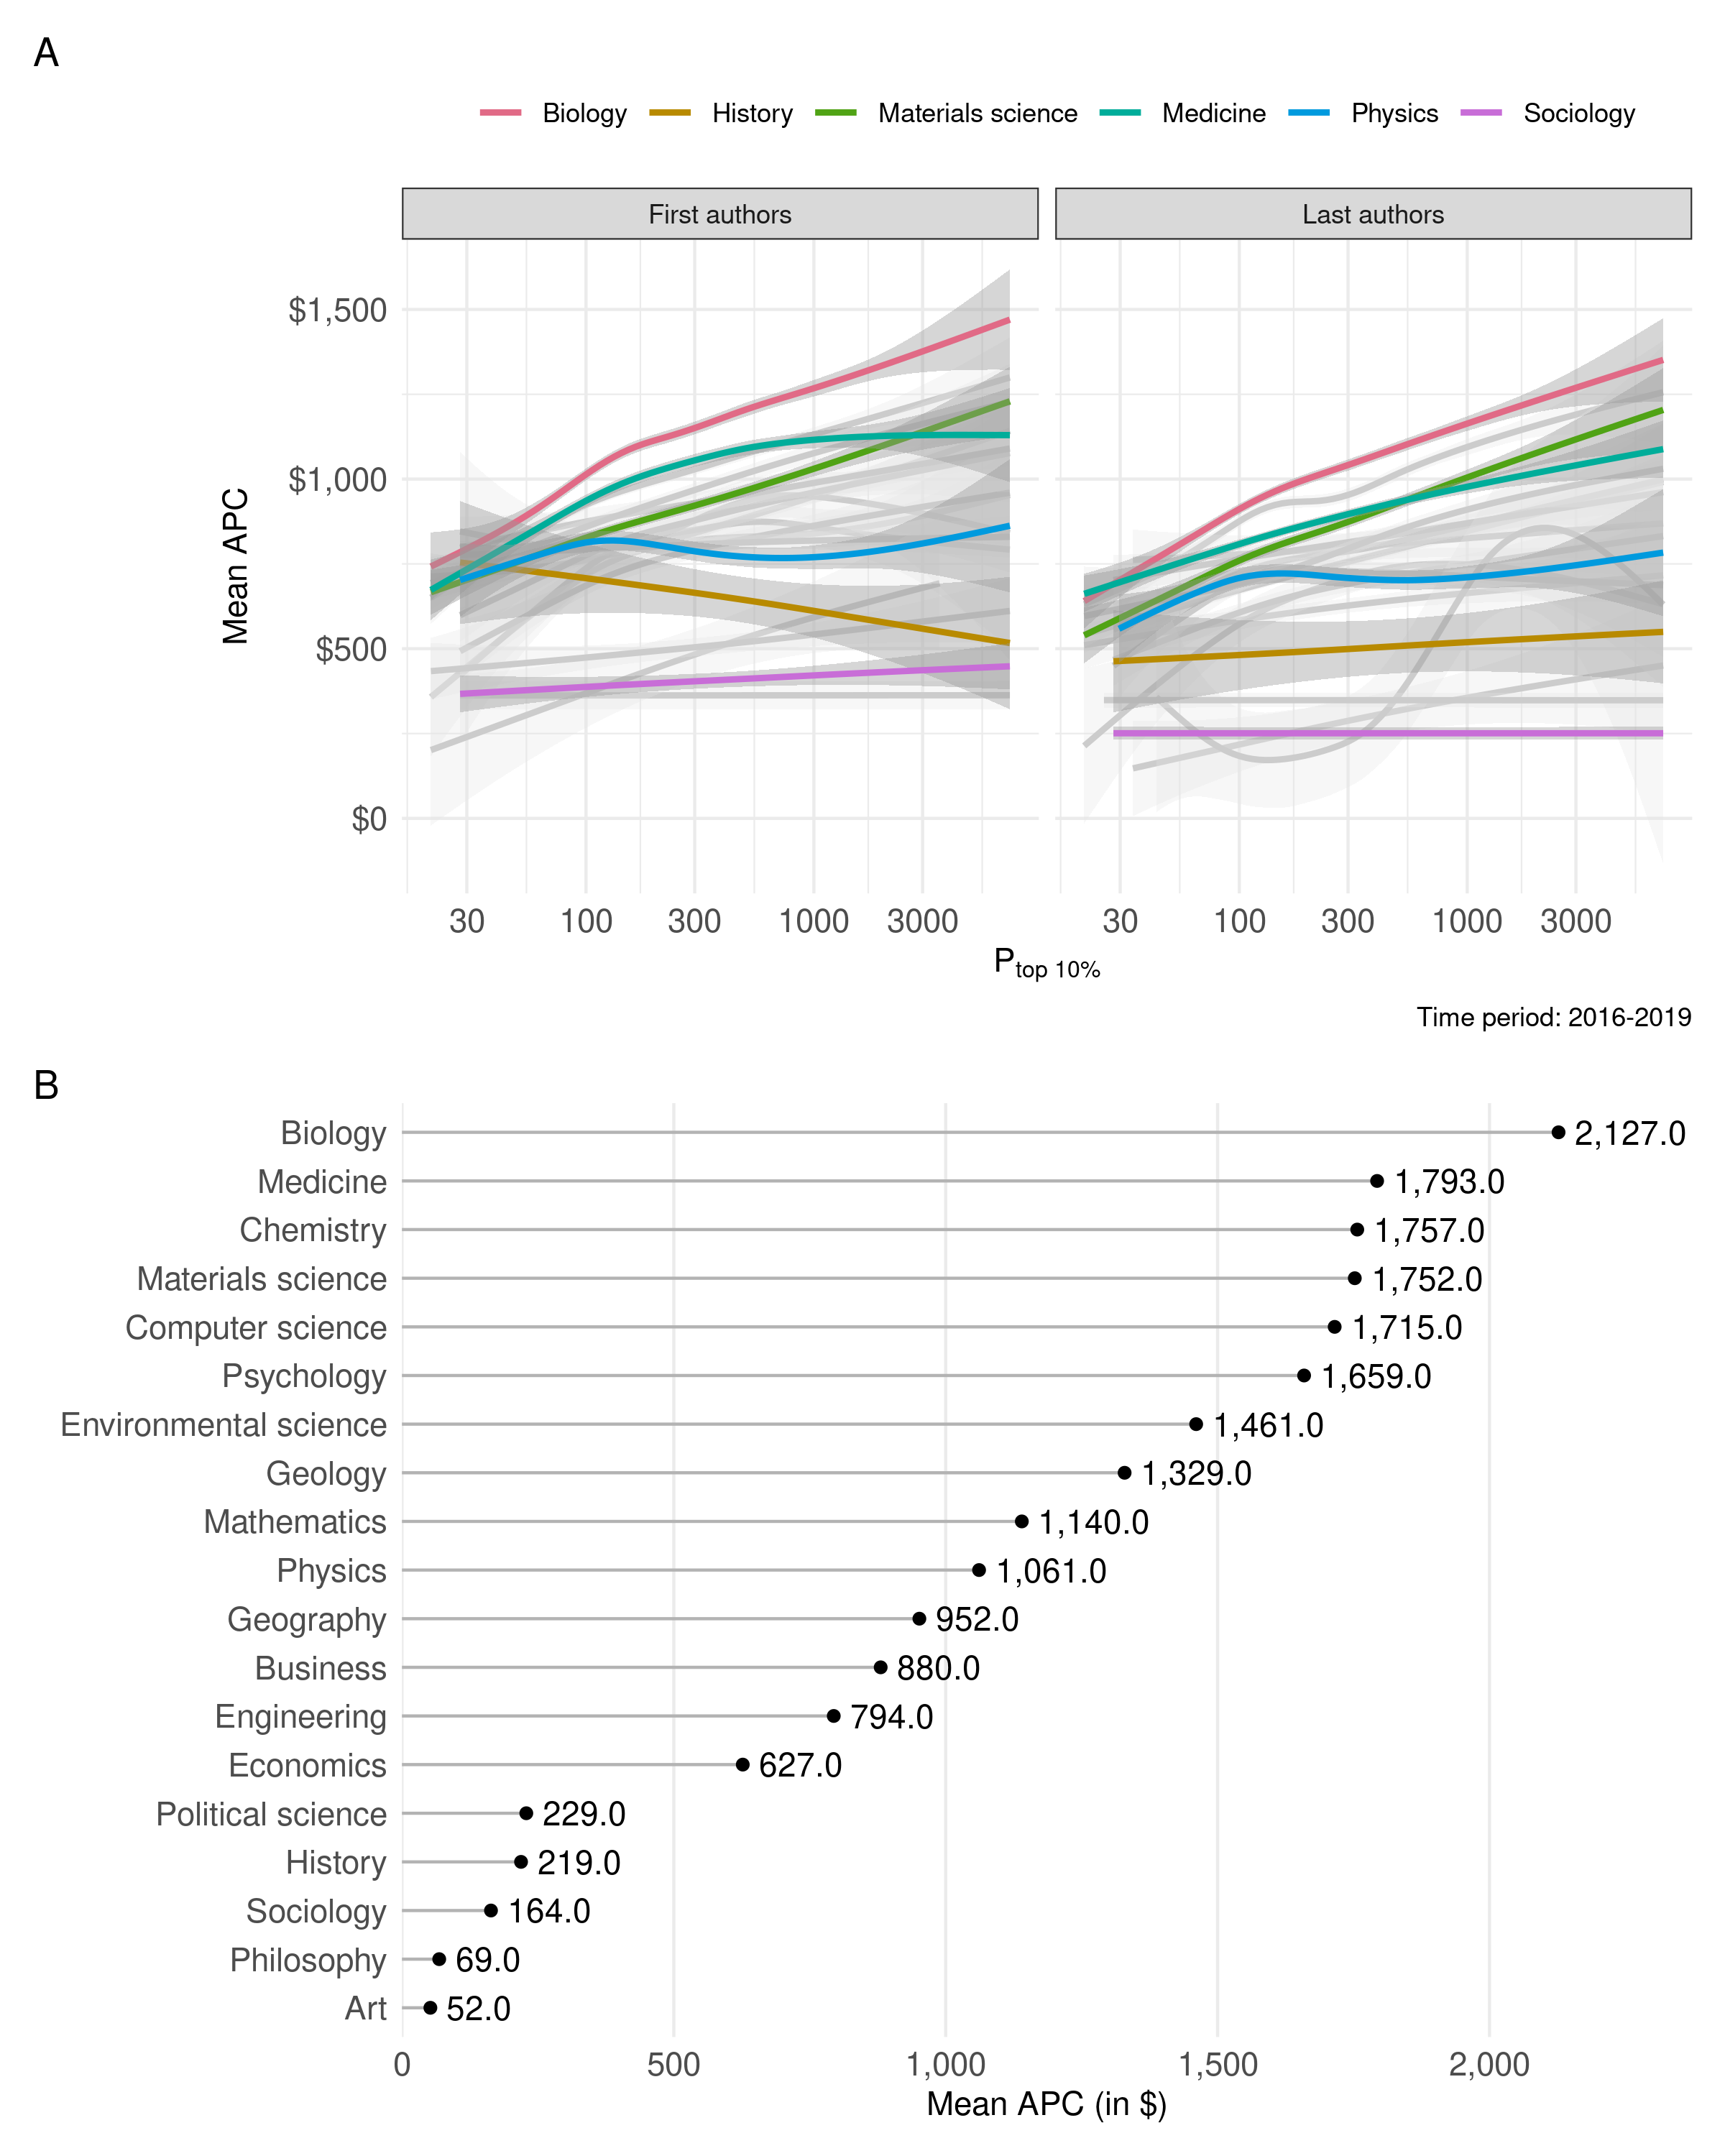 A
Biology History Materials science Medicine Physics Sociology
First authors Last authors
$1,500
$1,000
$500
$0
Mean APC
30 100 300 1000 3000 30 100 300 1000 3000
Ptop 10%
Time period: 2016-2019
B
Biology 2,127.0
Medicine 1,793.0
Chemistry 1,757.0
Materials science 1,752.0
Computer science 1,715.0
Psychology 1,659.0
Environmental science 1,461.0
Geology 1,329.0
Mathematics 1,140.0
Physics 1,061.0
Geography 952.0
Business 880.0
Engineering 794.0
Economics 627.0
Political science 229.0
History 219.0
Sociology 164.0
Philosophy 69.0
Art 52.0
0 500 1,000 1,500 2,000
Mean APC (in $)